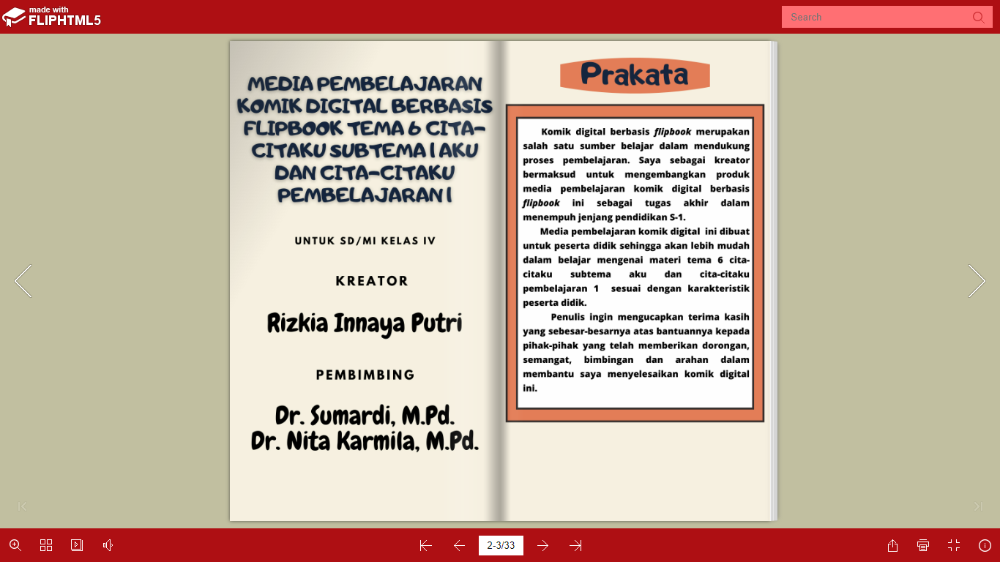 made with
FLIPHTML5
Search
MEDIA PEMBELAJARAN
KOMIK DIGITAL BERBASIS
FLIPBOOK TEMA 6 CITA-
CITAKU SUBTEMA 1 AKU
DAN CITA-CITAKU
PEMBELAJARAN 1
UNTUK SD/MI KELAS IV
KREATOR
Rizkia Innaya Putri
PEMBIMBING
Dr. Sumardi, M.Pd.
Dr. Nita Karmila, M.Pd.
Prakata
Komik digital berbasis flipbook merupakan
salah satu sumber belajar dalam mendukung
proses pembelajaran. Saya sebagai kreator
bermaksud untuk mengembangkan produk
media pembelajaran komik digital berbasis
flipbook ini sebagai tugas akhir dalam
menempuh jenjang pendidikan S-1.
Media pembelajaran komik digital ini dibuat
untuk peserta didik sehingga akan lebih mudah
dalam belajar mengenai materi tema 6 cita-
citaku subtema aku dan cita-citaku
pembelajaran 1 sesuai dengan karakteristik
peserta didik.
Penulis ingin mengucapkan terima kasih
yang sebesar-besarnya atas bantuannya kepada
pihak-pihak yang telah memberikan dorongan,
semangat, bimbingan dan arahan dalam
membantu saya menyelesaikan komik digital
ini.
2-3/33